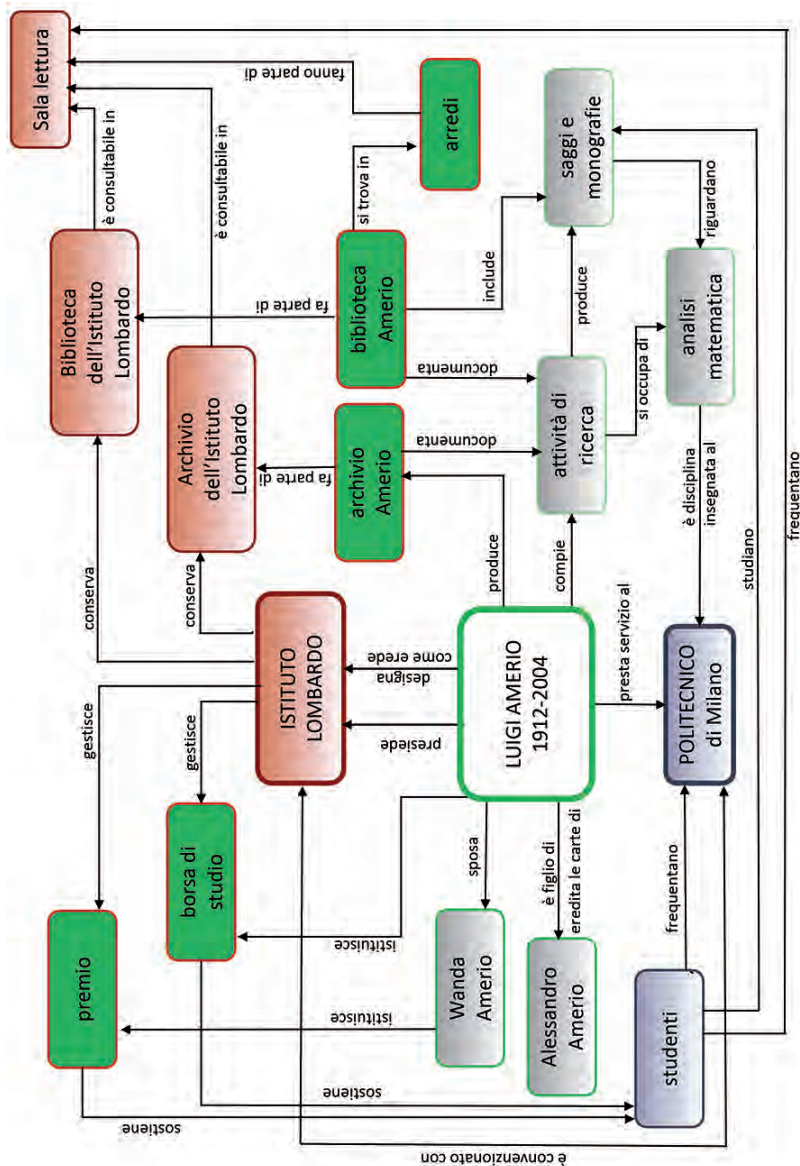 premio
gestisce
conserva
Biblioteca
dell'Istituto
Lombardo
è consultabile in
Sala lettura
borsa di
studio
gestisce
conserva
Archivio
dell'Istituto
Lombardo
è consultabile in
fanno parte di
ISTITUTO
LOMBARDO
fa parte di
fa parte di
si trova in
arredi
istituisce
istituisce
presiede
designa
come erede
archivio
Amerio
biblioteca
Amerio
include
documenta
documenta
Wanda
Amerio
sposa
LUIGI AMERIO
1912-2004
produce
compie
attività di
ricerca
produce
saggi e
monografie
Alessandro
Amerio
è figlio di
eredita le carte di
presta servizio al
si occupa di
riguardano
sostiene
sostiene
studenti
frequentano
POLITECNICO
di Milano
è disciplina
insegnata al
analisi
matematica
studiano
frequentano
è convenzionato con